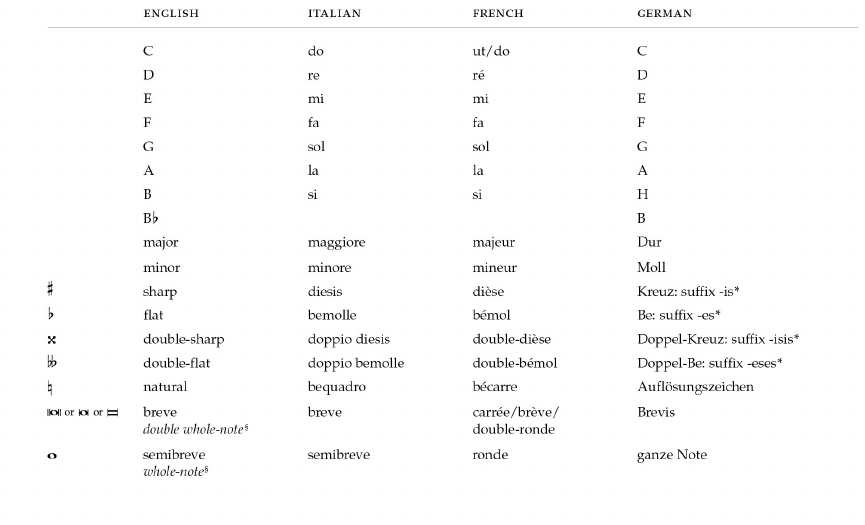 ENGLISH ITALIAN FRENCH GERMAN
C do ut/do C
D re ré D
E mi mi E
F fa fa F
G sol sol G
A la la A
B si si H
B♭ B
major maggiore majeur Dur
minor minore mineur Moll
♯ sharp diesis dièse Kreuz: suffix -is*
♭ flat bemolle bémol Be: suffix -es*
𝄪 double-sharp doppio diesis double-dièse Doppel-Kreuz: suffix -isis*
𝄫 double-flat doppio bemolle double-bémol Doppel-Be: suffix -eses*
♮ natural bequadro bécarre Auflösungszeichen
or or breve breve carrée/brève/ Brevis
double whole-note§ double-ronde
𝅝 semibreve semibreve ronde ganze Note
whole-note§